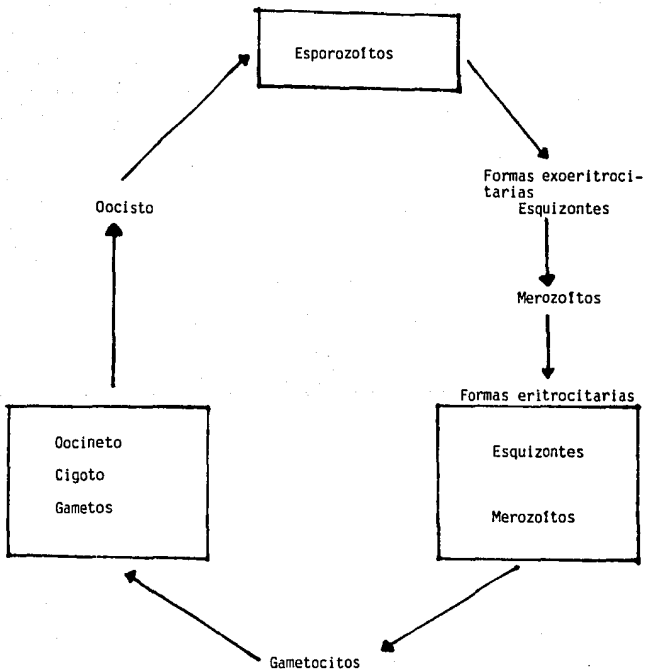 Esporozoítos
Formas exoeritroci-
tarias
Esquizontes
Oocisto
Merozoítos
Formas eritrocitarias
Oocineto
Cigoto
Gametos
Esquizontes
Merozoítos
Gametocitos